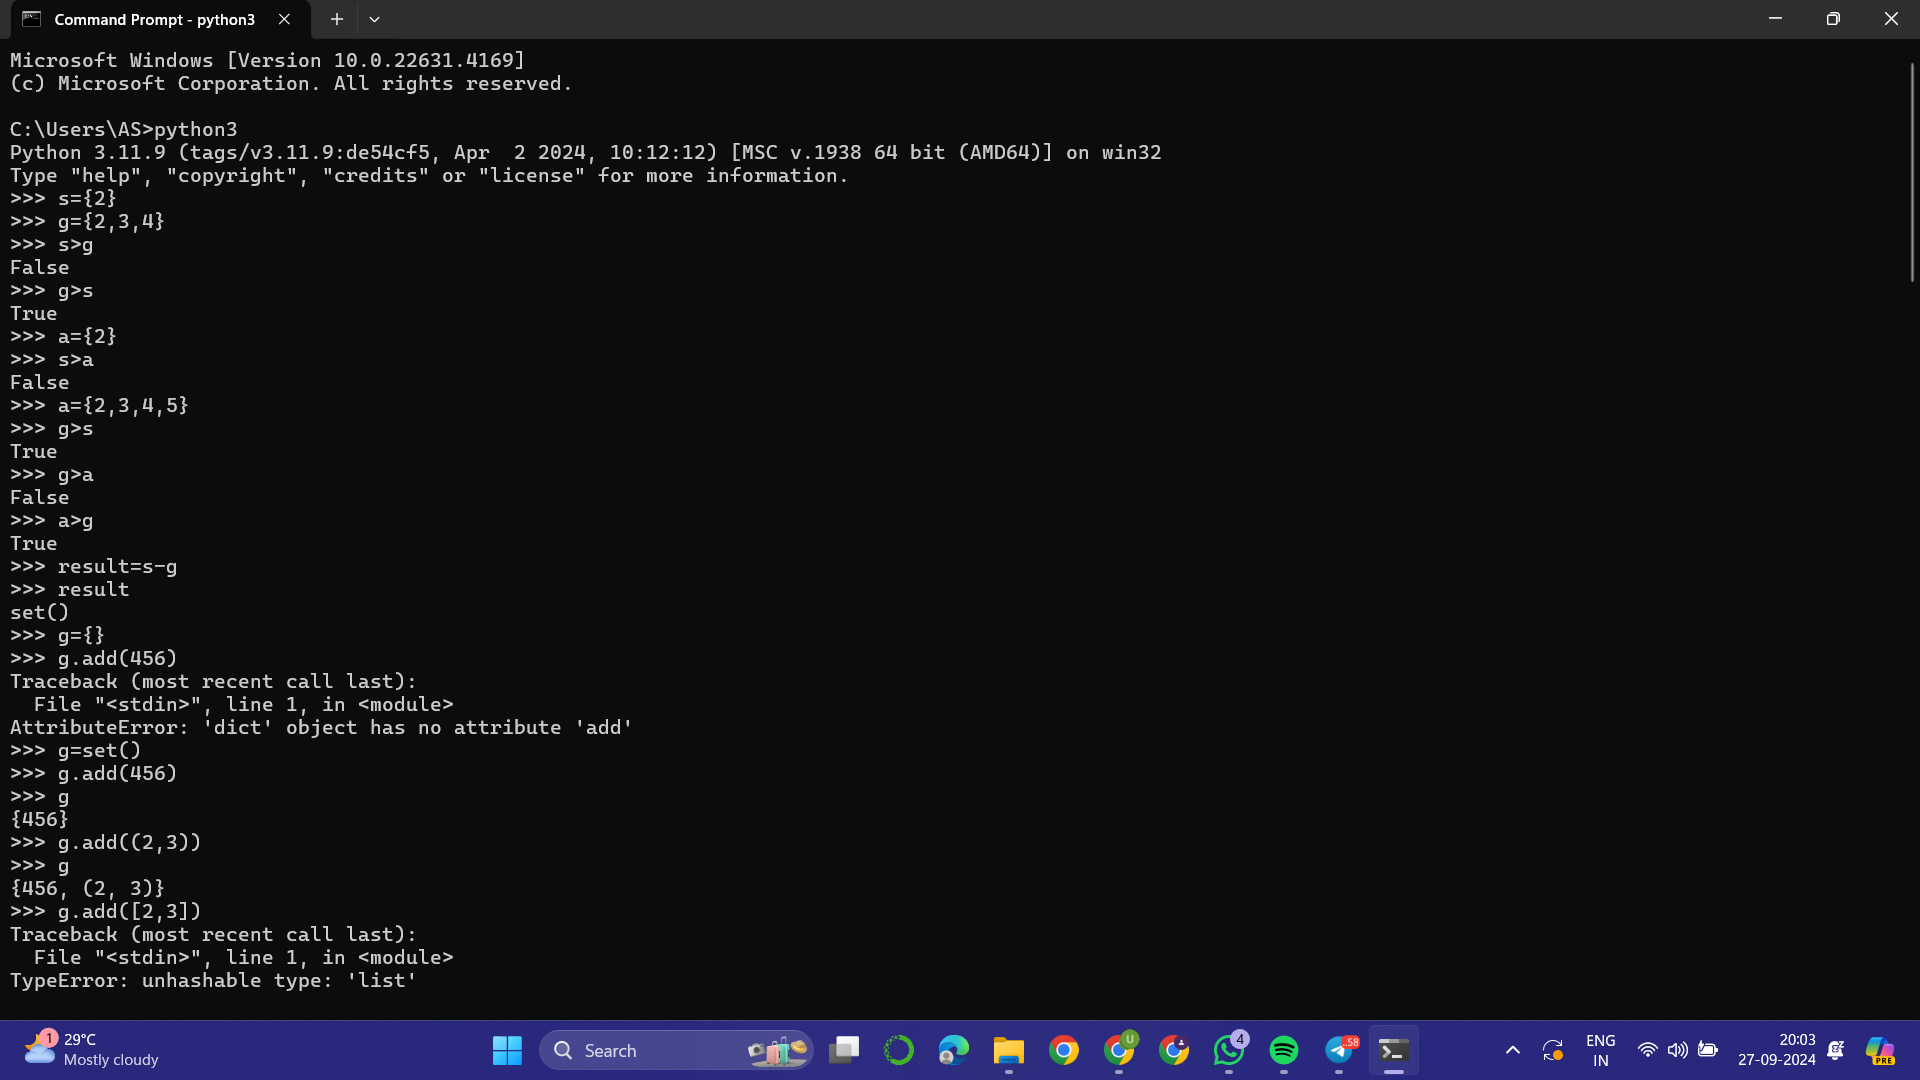 Command Prompt - python3
Microsoft Windows [Version 10.0.22631.4169]
(c) Microsoft Corporation. All rights reserved.
C:\Users\AS>python3
Python 3.11.9 (tags/v3.11.9:de54cf5, Apr  2 2024, 10:12:12) [MSC v.1938 64 bit (AMD64)] on win32
Type "help", "copyright", "credits" or "license" for more information.
>>> s={2}
>>> g={2,3,4}
>>> s>g
False
>>> g>s
True
>>> a={2}
>>> s>a
False
>>> a={2,3,4,5}
>>> g>s
True
>>> g>a
False
>>> a>g
True
>>> result=s-g
>>> result
set()
>>> g={}
>>> g.add(456)
Traceback (most recent call last):
  File "<stdin>", line 1, in <module>
AttributeError: 'dict' object has no attribute 'add'
>>> g=set()
>>> g.add(456)
>>> g
{456}
>>> g.add((2,3))
>>> g
{456, (2, 3)}
>>> g.add([2,3])
Traceback (most recent call last):
  File "<stdin>", line 1, in <module>
TypeError: unhashable type: 'list'
1
29°C
Mostly cloudy
Search
U
4
58
ENG
IN
20:03
27-09-2024
PRE